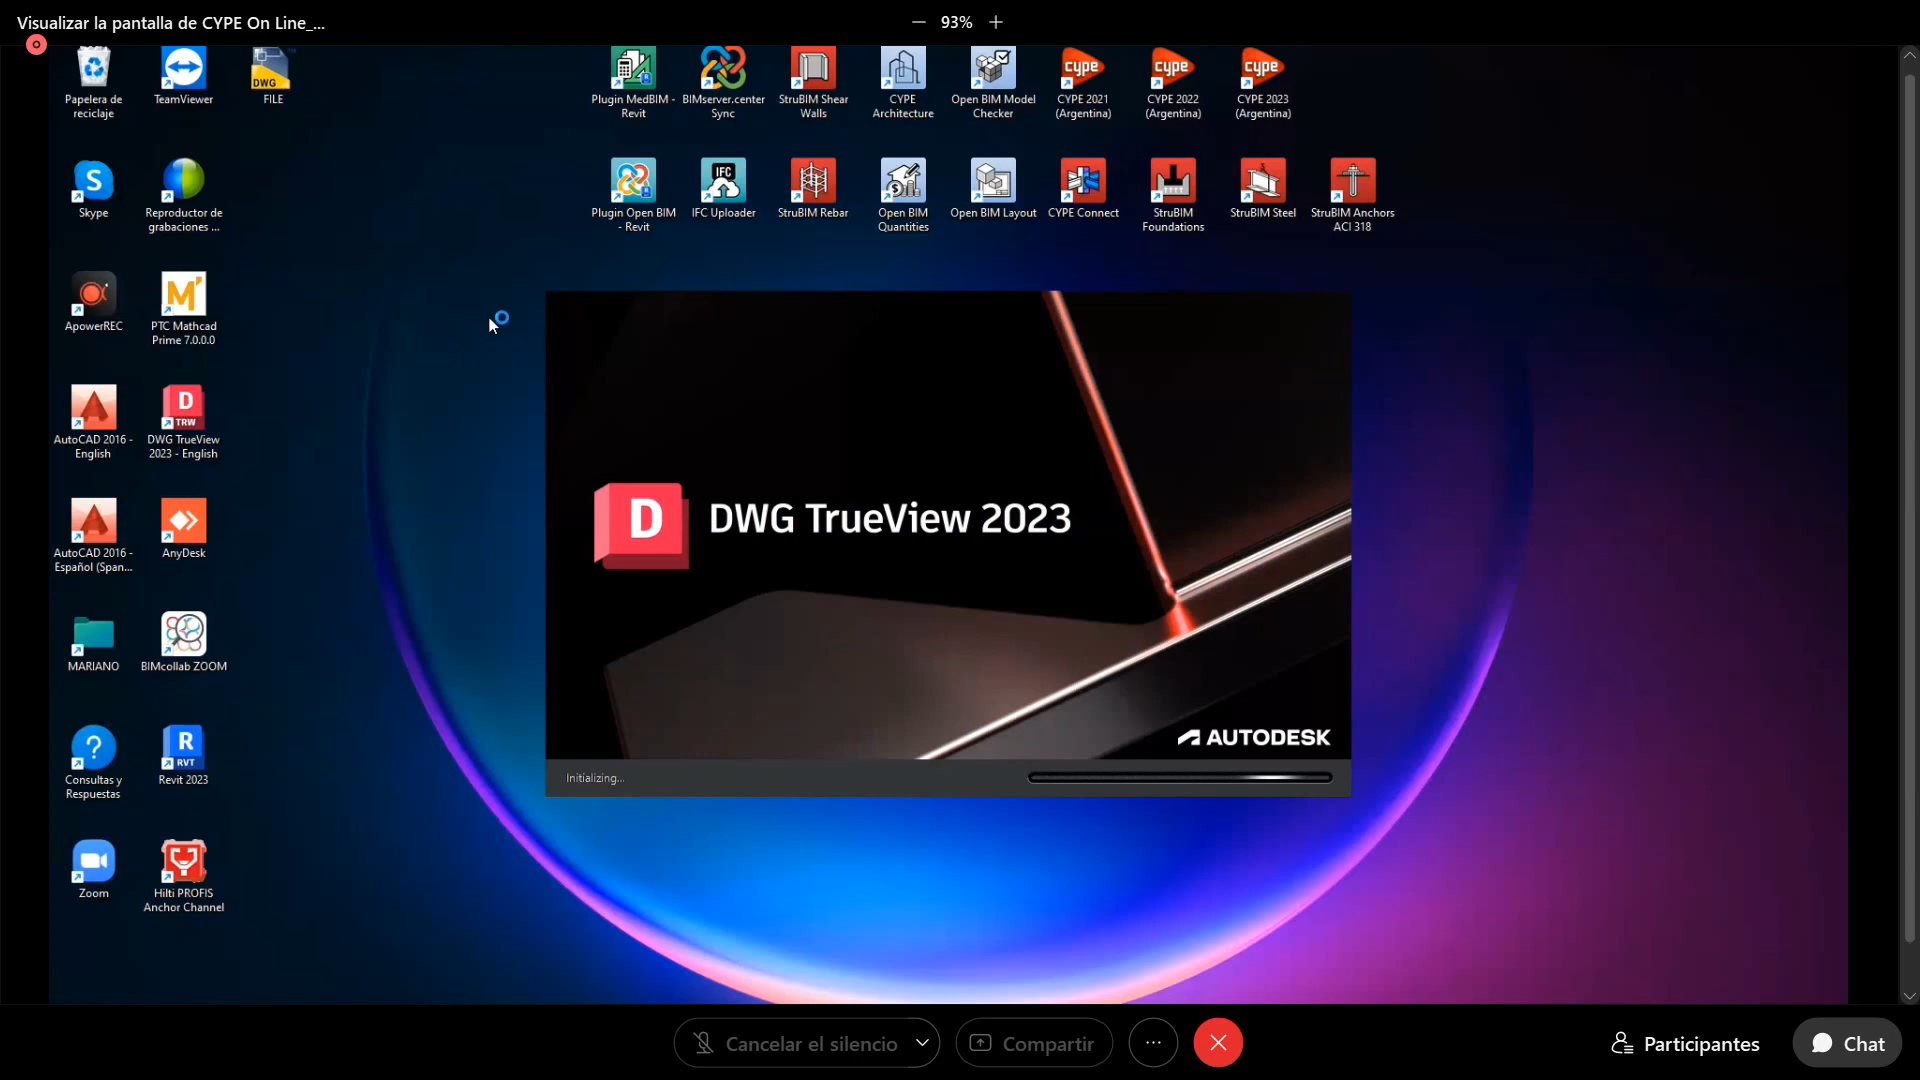 Visualizar la pantalla de CYPE On Line_...
93%
Papelera de
reciclaje
TeamViewer
DWG
FILE
Plugin MedBIM -
Revit
BIMserver.center
Sync
StruBIM Shear
Walls
CYPE
Architecture
Open BIM Model
Checker
cype
CYPE 2021
(Argentina)
cype
CYPE 2022
(Argentina)
cype
CYPE 2023
(Argentina)
S
Skype
Reproductor de
grabaciones ...
Plugin Open BIM
- Revit
IFC
IFC Uploader
StruBIM Rebar
Open BIM
Quantities
Open BIM Layout
CYPE Connect
StruBIM
Foundations
StruBIM Steel
StruBIM Anchors
ACI 318
ApowerREC
M'
PTC Mathcad
Prime 7.0.0.0
AutoCAD 2016 -
English
D
TRW
DWG TrueView
2023 - English
D
DWG TrueView 2023
AUTODESK
Initializing...
AutoCAD 2016 -
Español (Span...
AnyDesk
MARIANO
BIMcollab ZOOM
?
Consultas y
Respuestas
R
RVT
Revit 2023
Zoom
Hilti PROFIS
Anchor Channel
Cancelar el silencio
Compartir
Participantes
Chat